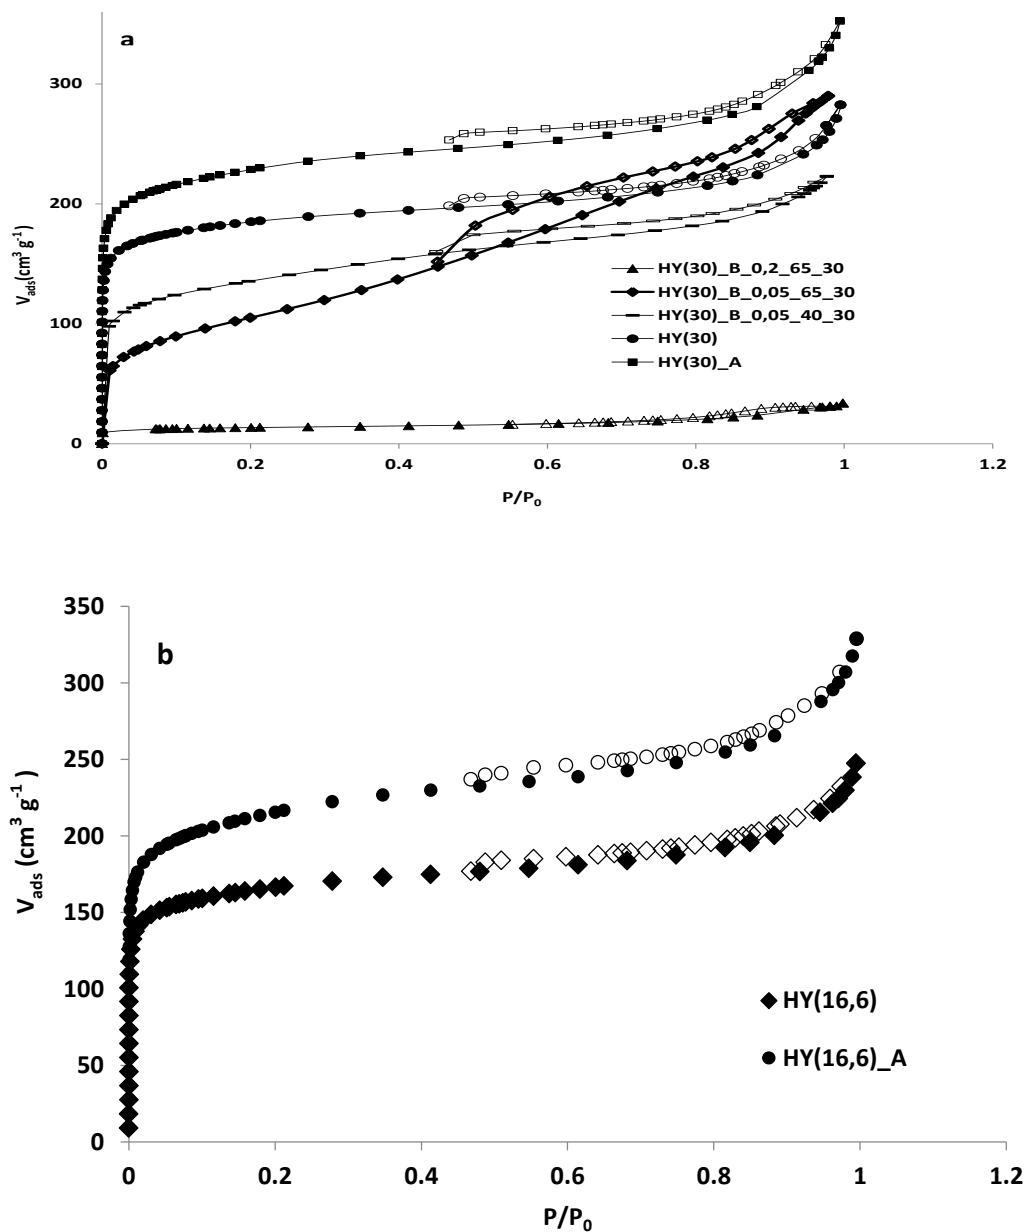 a
300
200
100
0
V_ads (cm³ g⁻¹)
HY(30)_B_0,2_65_30
HY(30)_B_0,05_65_30
HY(30)_B_0,05_40_30
HY(30)
HY(30)_A
0 0.2 0.4 0.6 0.8 1 1.2
P/P₀
350
b
300
250
200
150
100
50
0
V_ads (cm³ g⁻¹)
HY(16,6)
HY(16,6)_A
0 0.2 0.4 0.6 0.8 1 1.2
P/P₀